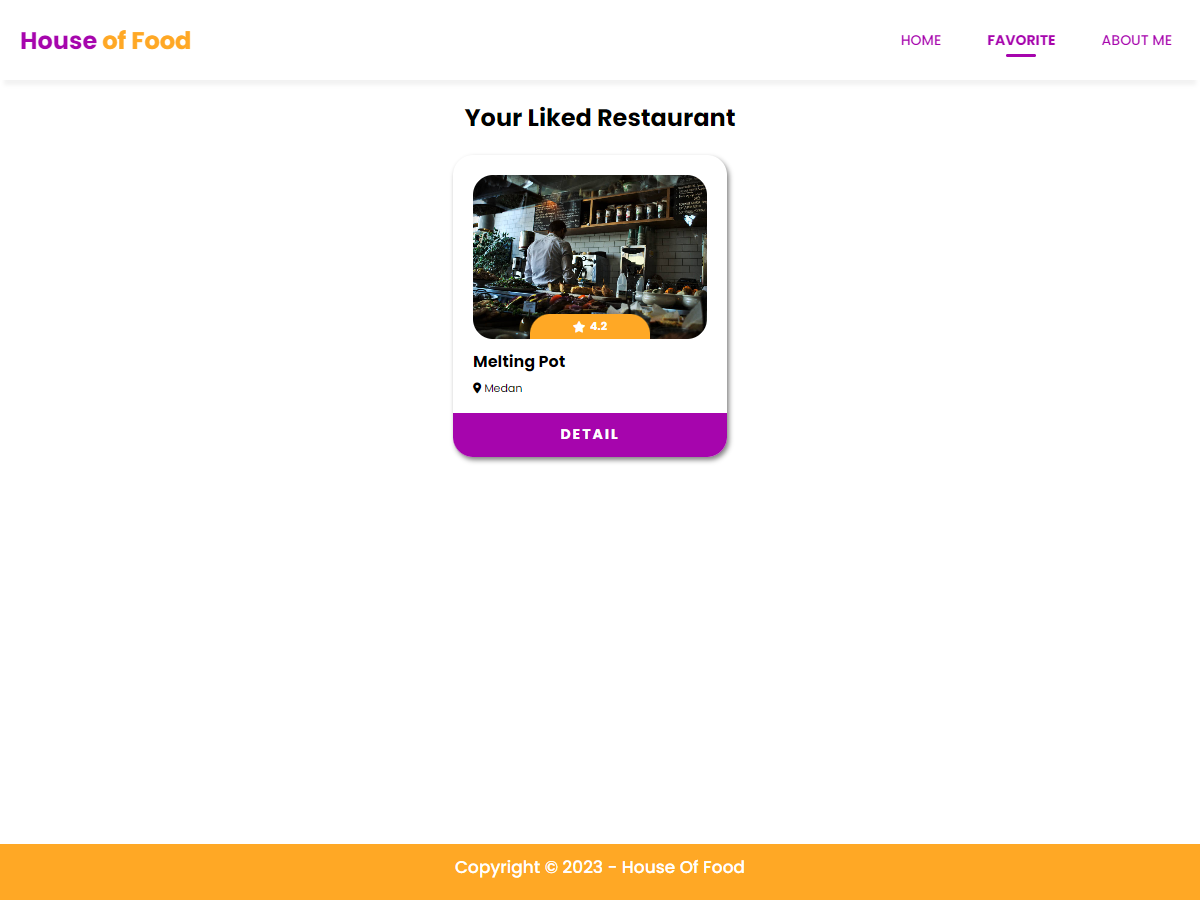 House of Food
HOME FAVORITE ABOUT ME
Your Liked Restaurant
4.2
Melting Pot
Medan
DETAIL
Copyright © 2023 - House Of Food